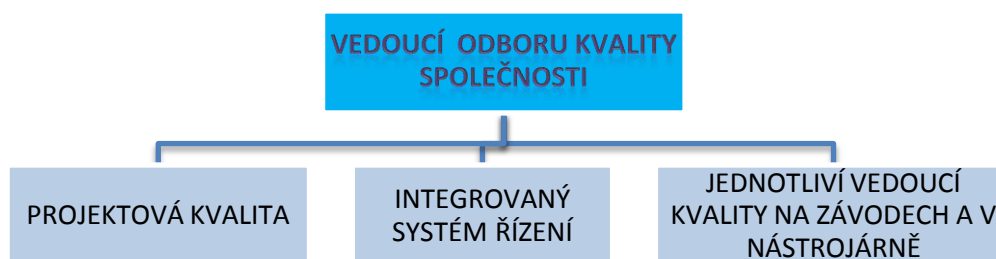 VEDOUCÍ ODBORU KVALITY
SPOLEČNOSTI
PROJEKTOVÁ KVALITA
INTEGROVANÝ
SYSTÉM ŘÍZENÍ
JEDNOTLIVÍ VEDOUCÍ
KVALITY NA ZÁVODECH A V
NÁSTROJÁRNĚ